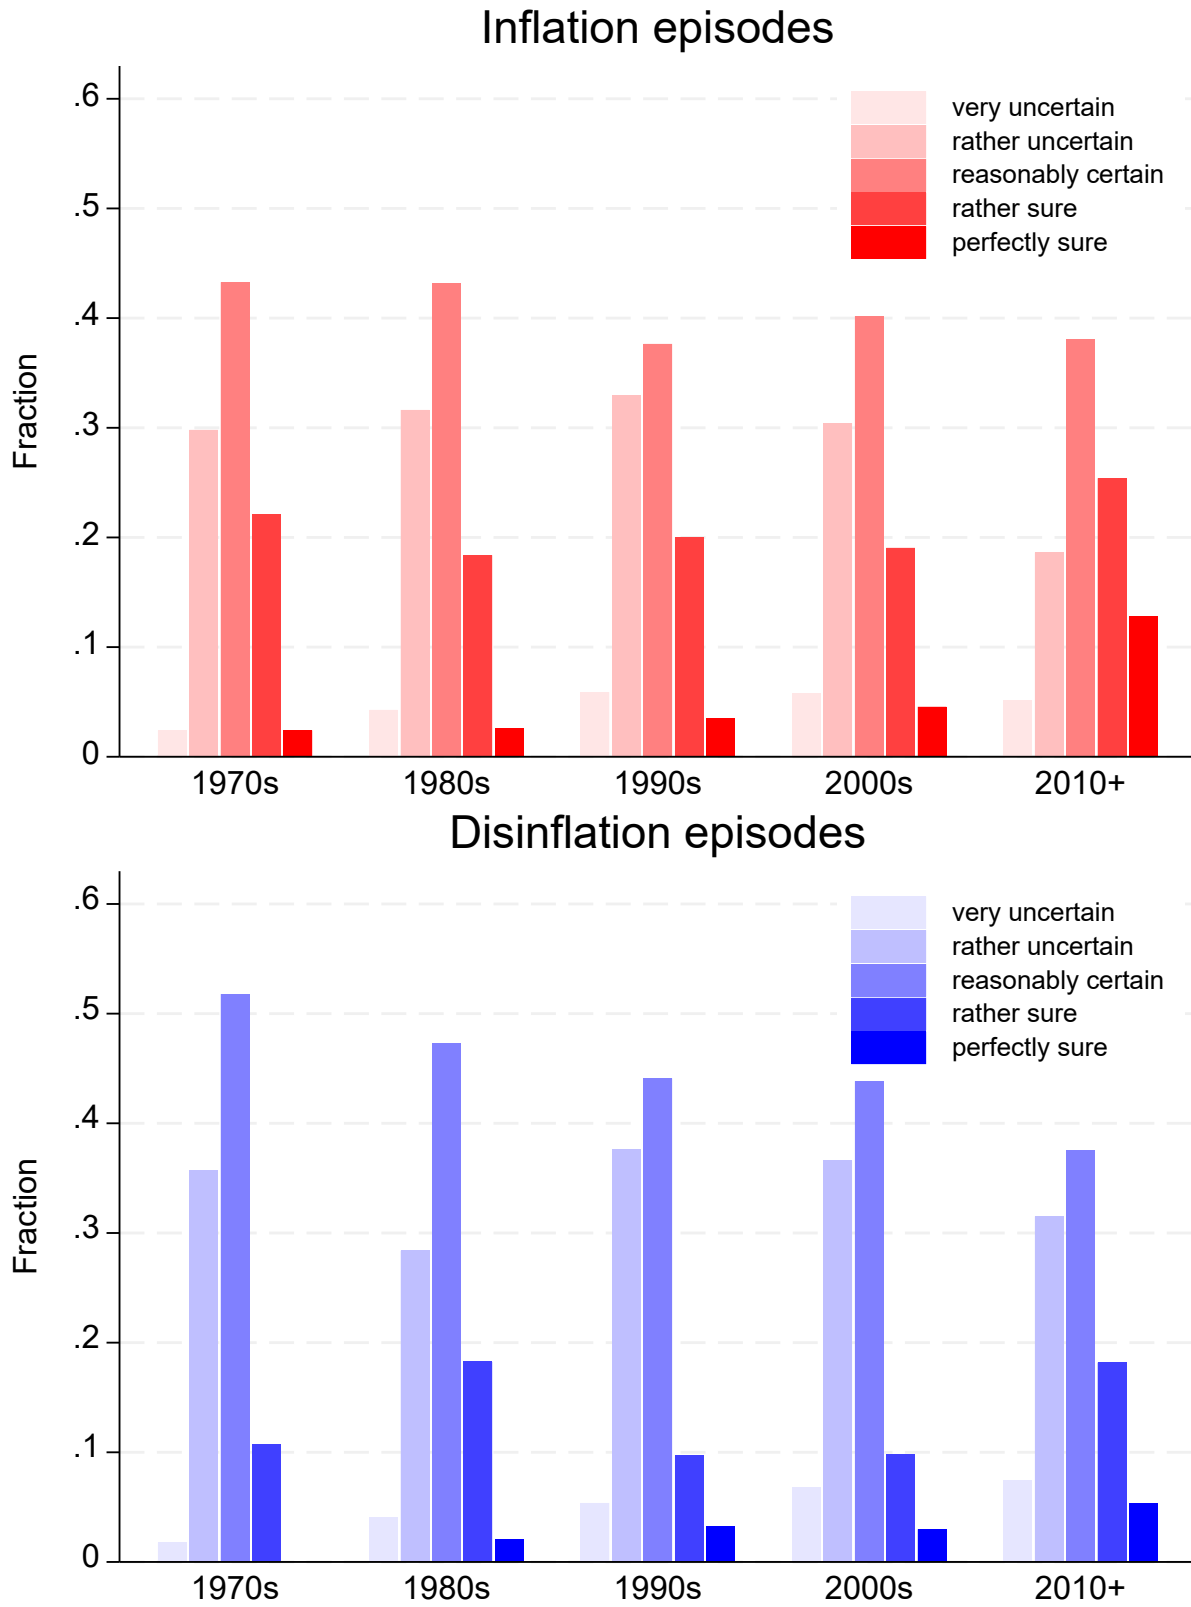 Inflation episodes
.6
.5
.4
.3
.2
.1
0
Fraction
very uncertain
rather uncertain
reasonably certain
rather sure
perfectly sure
1970s 1980s 1990s 2000s 2010+
Disinflation episodes
.6
.5
.4
.3
.2
.1
0
Fraction
very uncertain
rather uncertain
reasonably certain
rather sure
perfectly sure
1970s 1980s 1990s 2000s 2010+